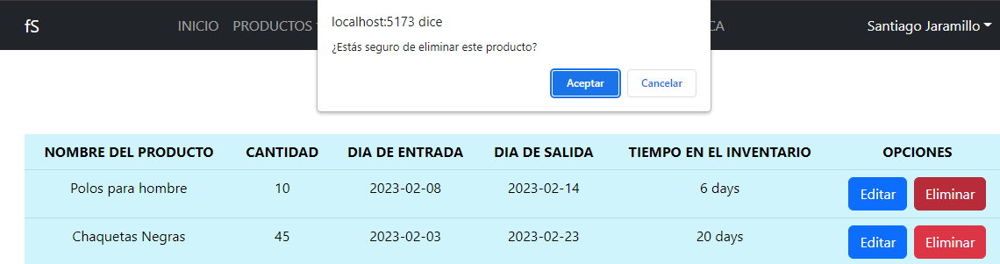 fS INICIO PRODUCTOS CA Santiago Jaramillo
localhost:5173 dice
¿Estás seguro de eliminar este producto?
Aceptar Cancelar
NOMBRE DEL PRODUCTO CANTIDAD DIA DE ENTRADA DIA DE SALIDA TIEMPO EN EL INVENTARIO OPCIONES
Polos para hombre 10 2023-02-08 2023-02-14 6 days Editar Eliminar
Chaquetas Negras 45 2023-02-03 2023-02-23 20 days Editar Eliminar